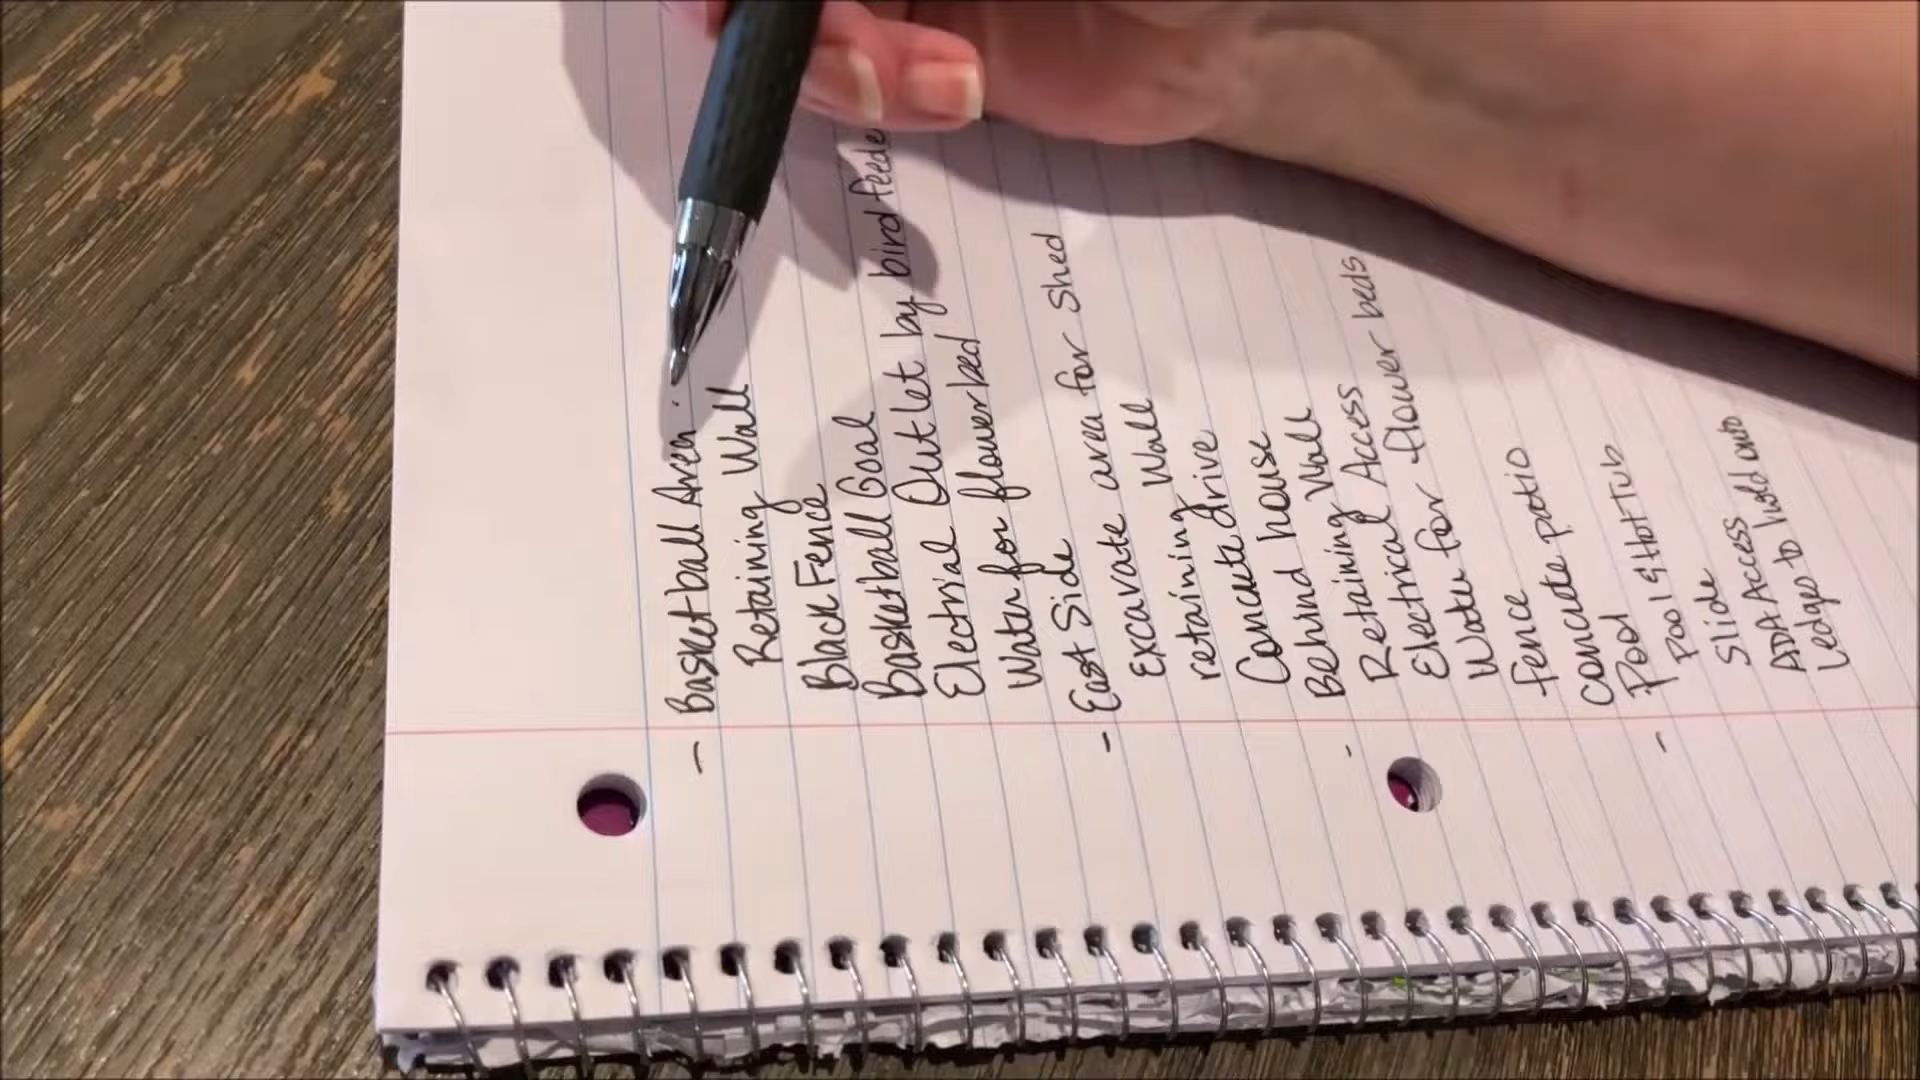 - Basketball Area:
Retaining Wall
Black Fence
Basketball Goal
Electrial Outlet by bird feede
Water for flowerbed
- East Side
Excavate area for shed
retaining Wall
Concrete drive
- Behind house
Retaining Wall
Electrical Access
Water for flower beds
fence
concrete patio
- Pool
Pool & Hot Tub
Slide
ADA Access
Ledges to hold onto